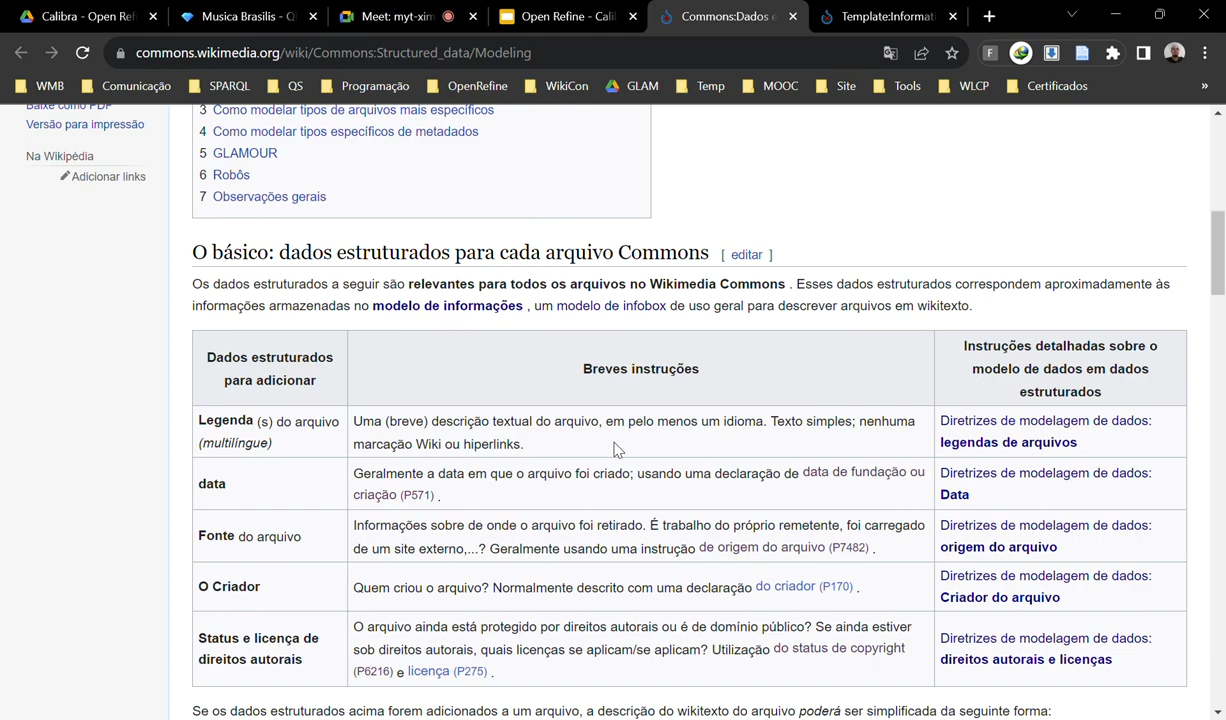 Calibra - Open Ref
Musica Brasilis - Q
Meet: myt-xim
Open Refine - Cali
Commons:Dados e
Template:Informati
commons.wikimedia.org/wiki/Commons:Structured_data/Modeling
F
WMB
Comunicação
SPARQL
QS
Programação
OpenRefine
WikiCon
GLAM
Temp
MOOC
Site
Tools
WLCP
Certificados
»
Baixe como PDF
Versão para impressão
Na Wikipédia
Adicionar links
3 Como modelar tipos de arquivos mais específicos
4 Como modelar tipos específicos de metadados
5 GLAMOUR
6 Robôs
7 Observações gerais
O básico: dados estruturados para cada arquivo Commons [ editar ]
Os dados estruturados a seguir são relevantes para todos os arquivos no Wikimedia Commons . Esses dados estruturados correspondem aproximadamente às
informações armazenadas no modelo de informações , um modelo de infobox de uso geral para descrever arquivos em wikitexto.
Dados estruturados
para adicionar
Breves instruções
Instruções detalhadas sobre o
modelo de dados em dados
estruturados
Legenda (s) do arquivo
(multilíngue)
Uma (breve) descrição textual do arquivo, em pelo menos um idioma. Texto simples; nenhuma
marcação Wiki ou hiperlinks.
Diretrizes de modelagem de dados:
legendas de arquivos
data
Geralmente a data em que o arquivo foi criado; usando uma declaração de data de fundação ou
criação (P571) .
Diretrizes de modelagem de dados:
Data
Fonte do arquivo
Informações sobre de onde o arquivo foi retirado. É trabalho do próprio remetente, foi carregado
de um site externo,...? Geralmente usando uma instrução de origem do arquivo (P7482) .
Diretrizes de modelagem de dados:
origem do arquivo
O Criador
Quem criou o arquivo? Normalmente descrito com uma declaração do criador (P170) .
Diretrizes de modelagem de dados:
Criador do arquivo
Status e licença de
direitos autorais
O arquivo ainda está protegido por direitos autorais ou é de domínio público? Se ainda estiver
sob direitos autorais, quais licenças se aplicam/se aplicam? Utilização do status de copyright
(P6216) e licença (P275) .
Diretrizes de modelagem de dados:
direitos autorais e licenças
Se os dados estruturados acima forem adicionados a um arquivo, a descrição do wikitexto do arquivo poderá ser simplificada da seguinte forma: